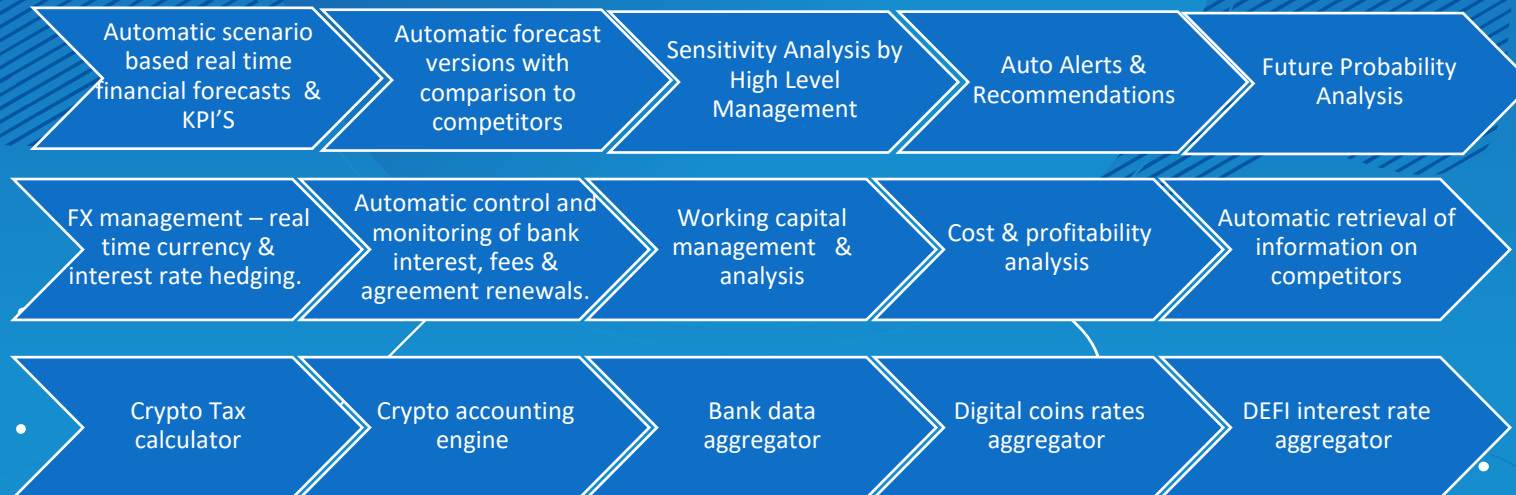 Automatic scenario
based real time
financial forecasts &
KPI'S
Automatic forecast
versions with
comparison to
competitors
Sensitivity Analysis by
High Level
Management
Auto Alerts &
Recommendations
Future Probability
Analysis
FX management – real
time currency &
interest rate hedging.
Automatic control and
monitoring of bank
interest, fees &
agreement renewals.
Working capital
management &
analysis
Cost & profitability
analysis
Automatic retrieval of
information on
competitors
Crypto Tax
calculator
Crypto accounting
engine
Bank data
aggregator
Digital coins rates
aggregator
DEFI interest rate
aggregator